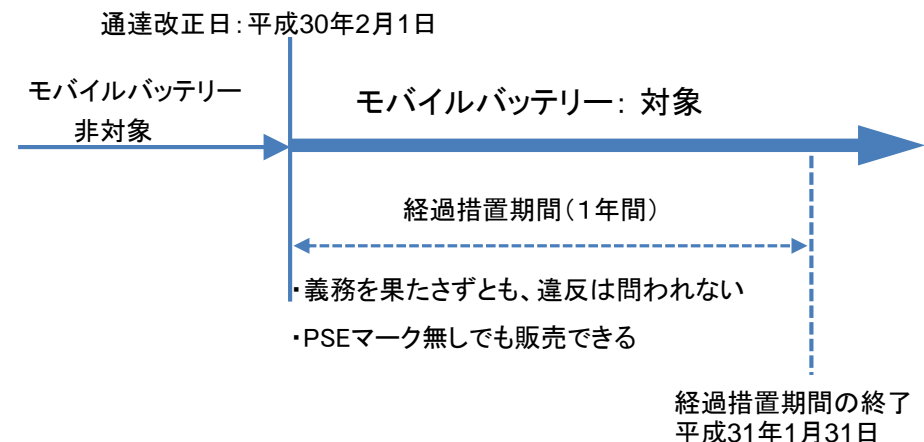 通達改正日：平成30年2月1日
モバイルバッテリー
非対象
モバイルバッテリー： 対象
経過措置期間（１年間）
・義務を果たさずとも、違反は問われない
・PSEマーク無しでも販売できる
経過措置期間の終了
平成31年1月31日